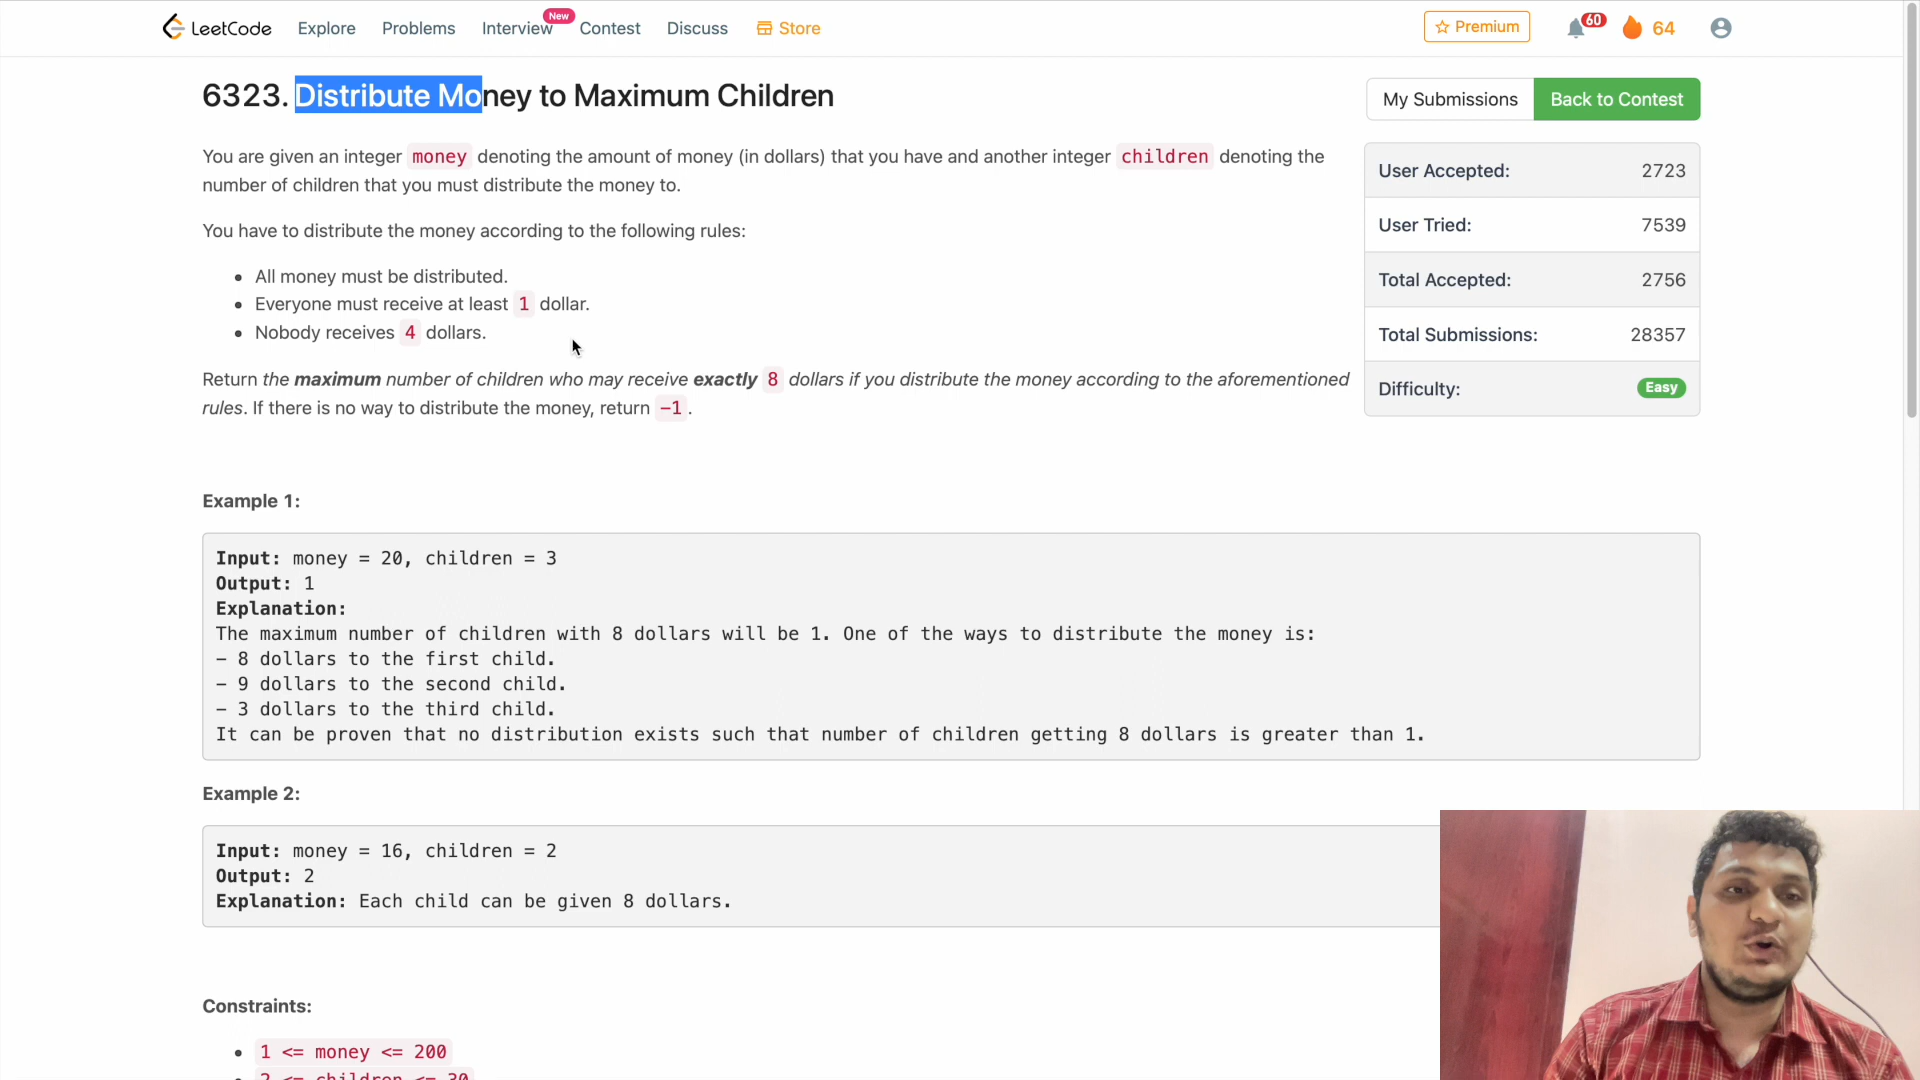 LeetCode Explore Problems Interview New Contest Discuss Store Premium 60 64
6323. Distribute Money to Maximum Children
My Submissions Back to Contest
You are given an integer money denoting the amount of money (in dollars) that you have and another integer children denoting the
number of children that you must distribute the money to.
You have to distribute the money according to the following rules:
• All money must be distributed.
• Everyone must receive at least 1 dollar.
• Nobody receives 4 dollars.
Return the maximum number of children who may receive exactly 8 dollars if you distribute the money according to the aforementioned
rules. If there is no way to distribute the money, return -1.
User Accepted: 2723
User Tried: 7539
Total Accepted: 2756
Total Submissions: 28357
Difficulty: Easy
Example 1:
Input: money = 20, children = 3
Output: 1
Explanation:
The maximum number of children with 8 dollars will be 1. One of the ways to distribute the money is:
- 8 dollars to the first child.
- 9 dollars to the second child.
- 3 dollars to the third child.
It can be proven that no distribution exists such that number of children getting 8 dollars is greater than 1.
Example 2:
Input: money = 16, children = 2
Output: 2
Explanation: Each child can be given 8 dollars.
Constraints:
• 1 <= money <= 200
• 2 <= children <= 30